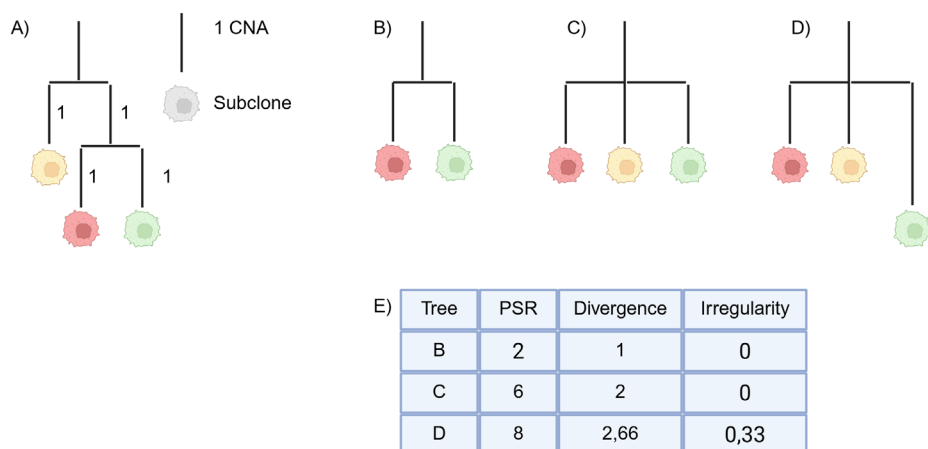 A)
1 CNA
1
1
Subclone
1
1
B)
C)
D)
E)
Tree PSR Divergence Irregularity
B 2 1 0
C 6 2 0
D 8 2,66 0,33